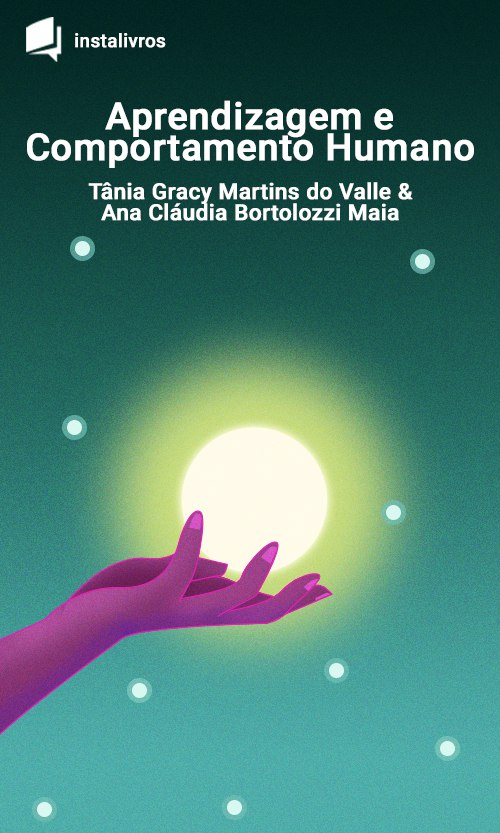 instalivros
Aprendizagem e
Comportamento Humano
Tânia Gracy Martins do Valle &
Ana Cláudia Bortolozzi Maia